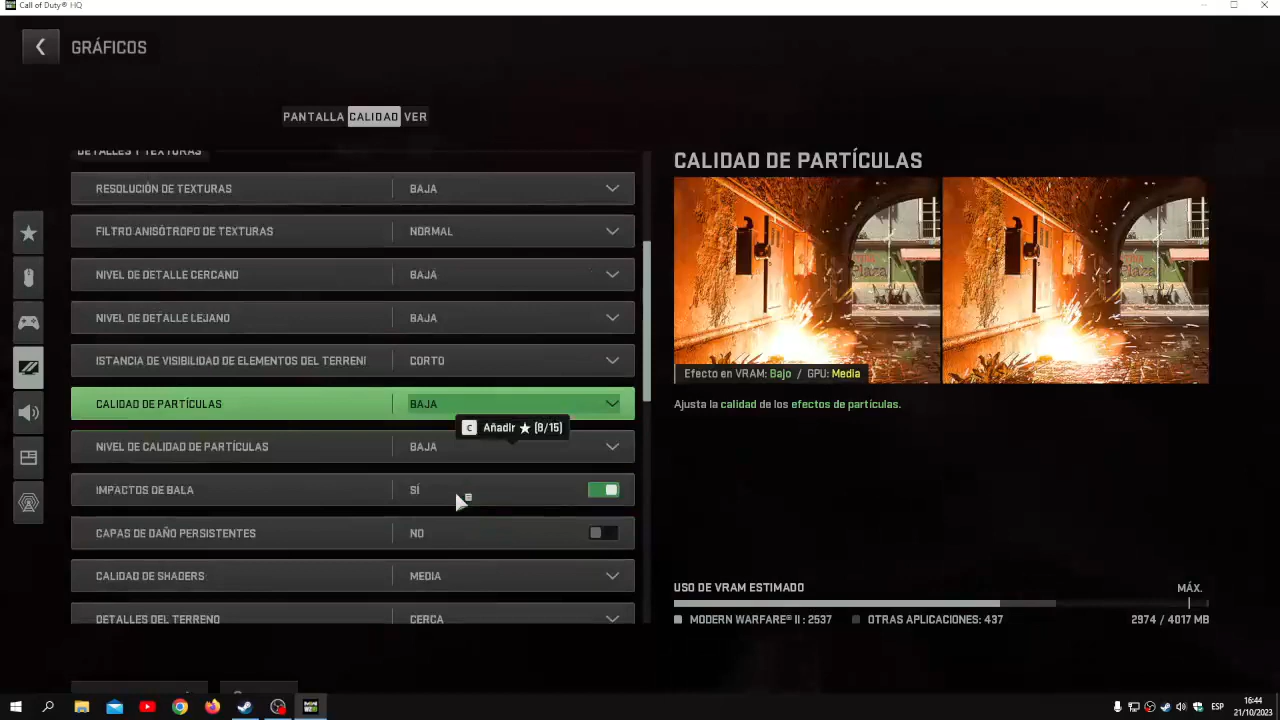 Call of Duty® HQ
GRÁFICOS
PANTALLA CALIDAD VER
DETALLES Y TEXTURAS
RESOLUCIÓN DE TEXTURAS BAJA
FILTRO ANISÓTROPO DE TEXTURAS NORMAL
NIVEL DE DETALLE CERCANO BAJA
NIVEL DE DETALLE LEJANO BAJA
ISTANCIA DE VISIBILIDAD DE ELEMENTOS DEL TERRENI CORTO
CALIDAD DE PARTÍCULAS BAJA
C Añadir ★ (8/15)
NIVEL DE CALIDAD DE PARTÍCULAS BAJA
IMPACTOS DE BALA SÍ
CAPAS DE DAÑO PERSISTENTES NO
CALIDAD DE SHADERS MEDIA
DETALLES DEL TERRENO CERCA
CALIDAD DE PARTÍCULAS
Plaza
Plaza
Efecto en VRAM: Bajo / GPU: Media
Ajusta la calidad de los efectos de partículas.
USO DE VRAM ESTIMADO MÁX.
MODERN WARFARE® II : 2537 OTRAS APLICACIONES: 437 2974 / 4017 MB
ESP
16:44
21/10/2023